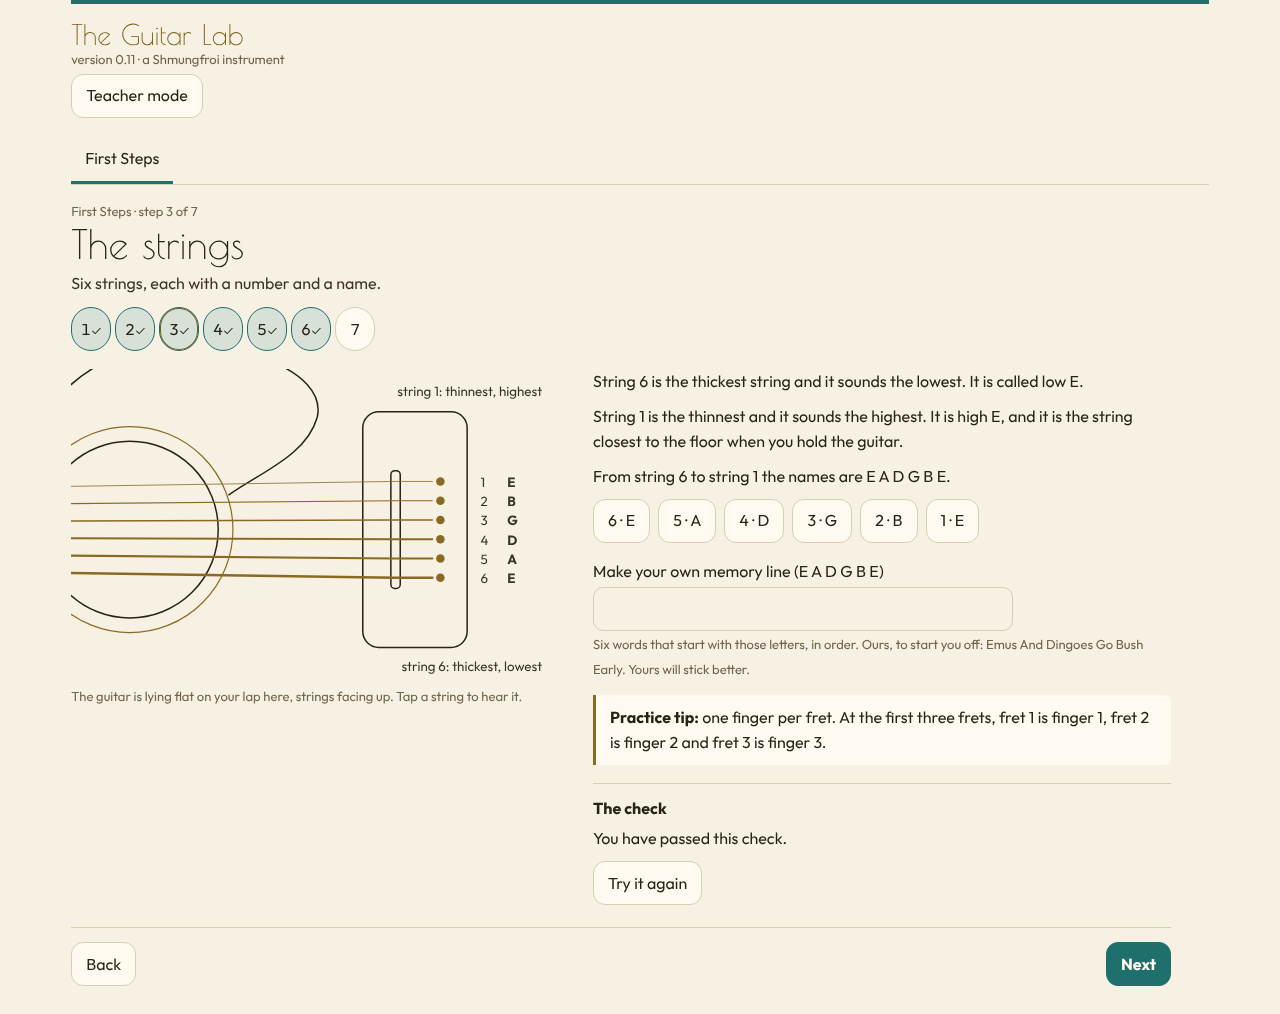 The Guitar Lab
version 0.11 · a Shmungfroi instrument
Teacher mode
First Steps
First Steps · step 3 of 7
The strings
Six strings, each with a number and a name.
1✓ 2✓ 3✓ 4✓ 5✓ 6✓ 7
string 1: thinnest, highest
1 E
2 B
3 G
4 D
5 A
6 E
string 6: thickest, lowest
The guitar is lying flat on your lap here, strings facing up. Tap a string to hear it.
String 6 is the thickest string and it sounds the lowest. It is called low E.
String 1 is the thinnest and it sounds the highest. It is high E, and it is the string
closest to the floor when you hold the guitar.
From string 6 to string 1 the names are E A D G B E.
6 · E 5 · A 4 · D 3 · G 2 · B 1 · E
Make your own memory line (E A D G B E)
Six words that start with those letters, in order. Ours, to start you off: Emus And Dingoes Go Bush
Early. Yours will stick better.
Practice tip: one finger per fret. At the first three frets, fret 1 is finger 1, fret 2
is finger 2 and fret 3 is finger 3.
The check
You have passed this check.
Try it again
Back
Next